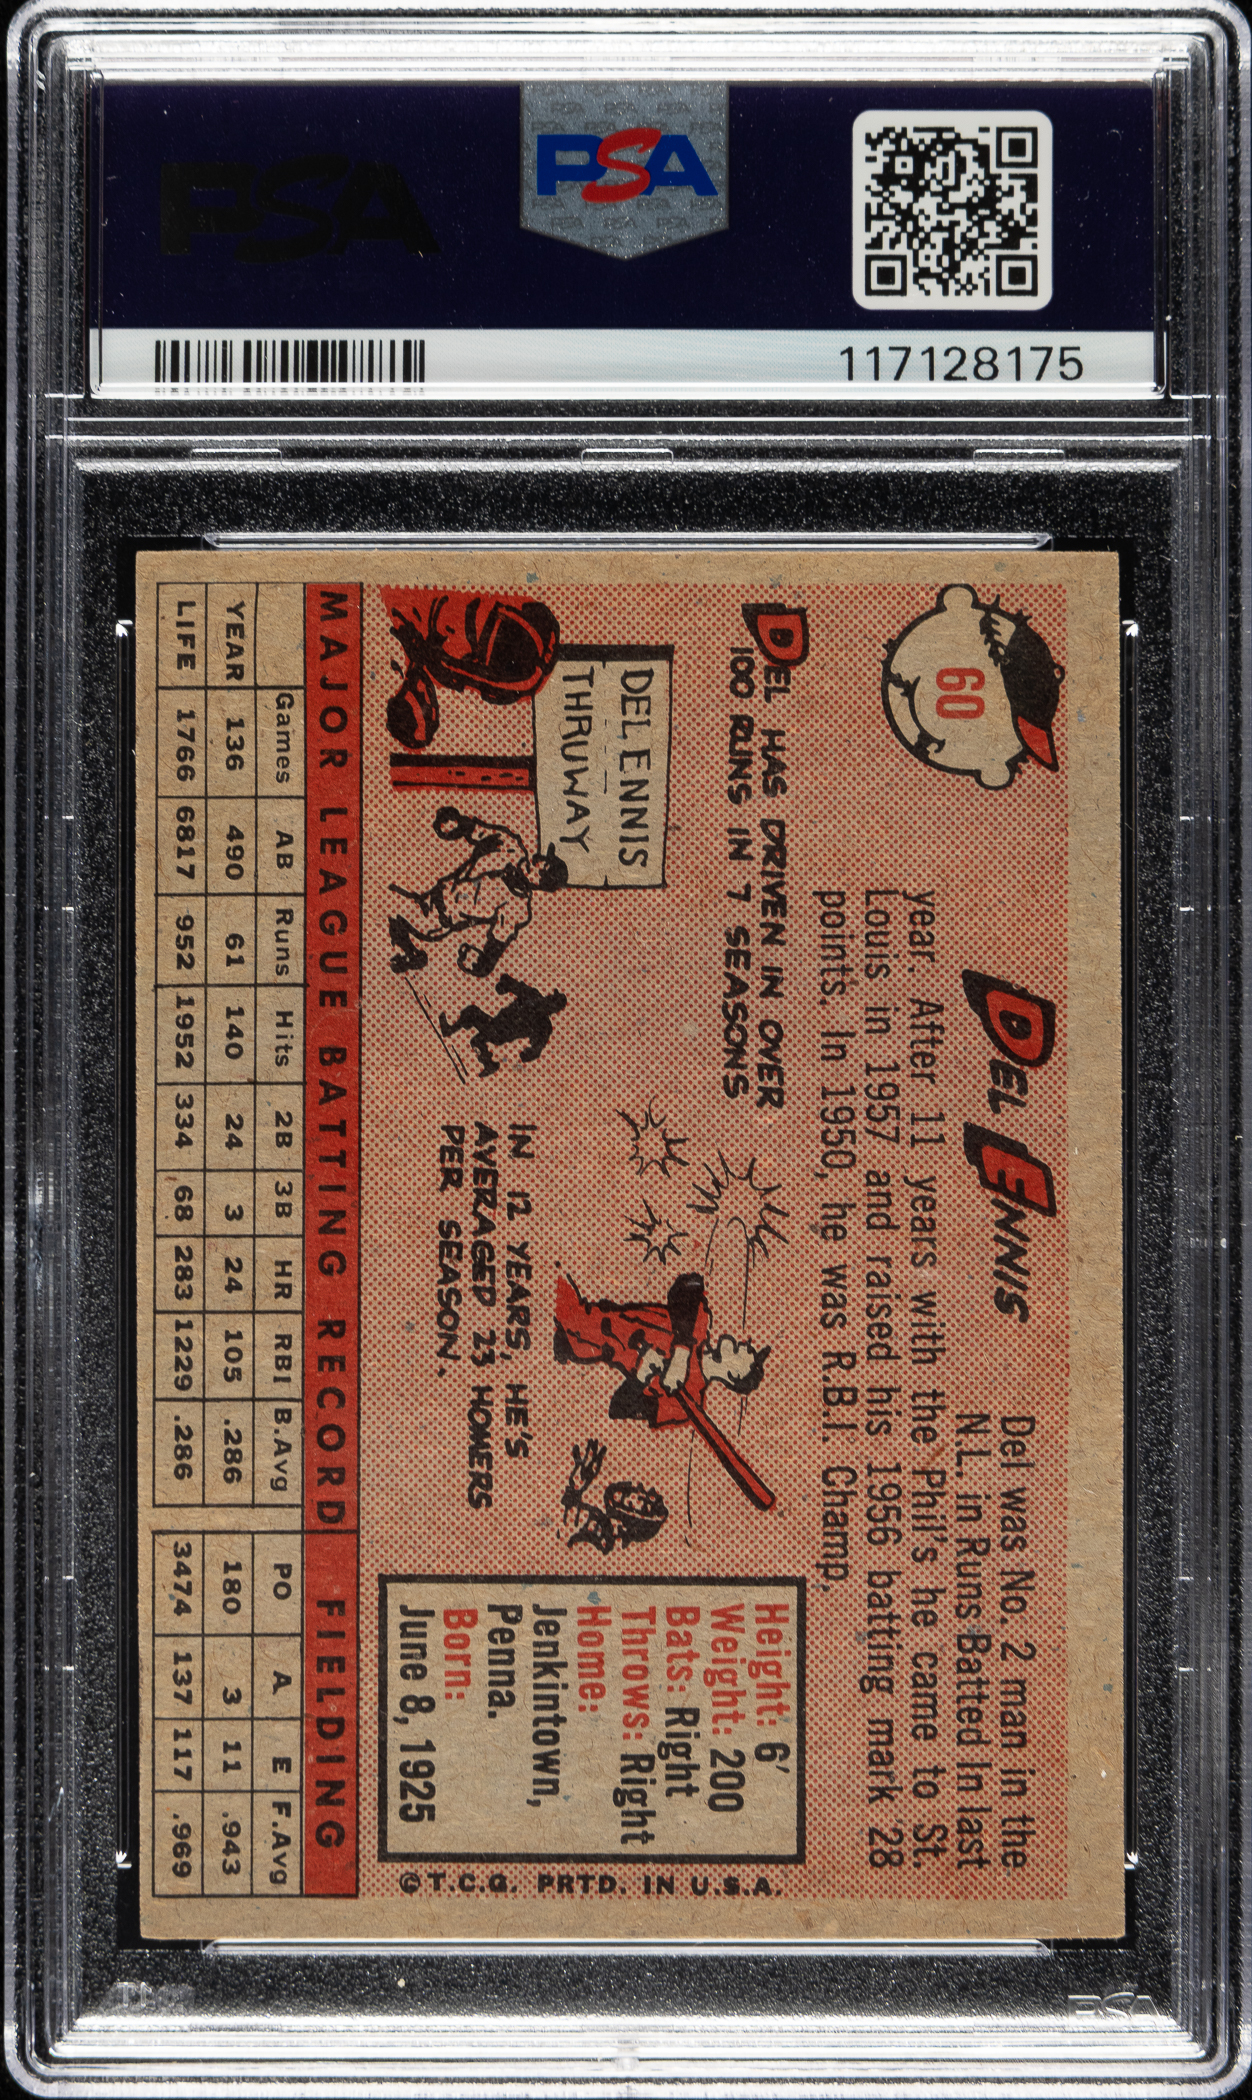 PSA
PSA
117128175
60
DEL ENNIS
Del was No. 2 man in the
N.L. in Runs Batted In last
year. After 11 years with the Phil's he came to St.
Louis in 1957 and raised his 1956 batting mark 28
points. In 1950, he was R.B.I. Champ.
DEL HAS DRIVEN IN OVER
100 RUNS IN 7 SEASONS
DEL ENNIS
THRUWAY
IN 12 YEARS, HE'S
AVERAGED 23 HOMERS
PER SEASON.
Height: 6'
Weight: 200
Bats: Right
Throws: Right
Home:
Jenkintown,
Penna.
Born:
June 8, 1925
©T.C.G. PRTD. IN U.S.A.
MAJOR LEAGUE BATTING RECORD FIELDING
Games AB Runs Hits 2B 3B HR RBI B.Avg PO A E F.Avg
YEAR 136 490 61 140 24 3 24 105 .286 180 3 11 .943
LIFE 1766 6817 952 1952 334 68 283 1229 .286 3474 137 117 .969
PSA